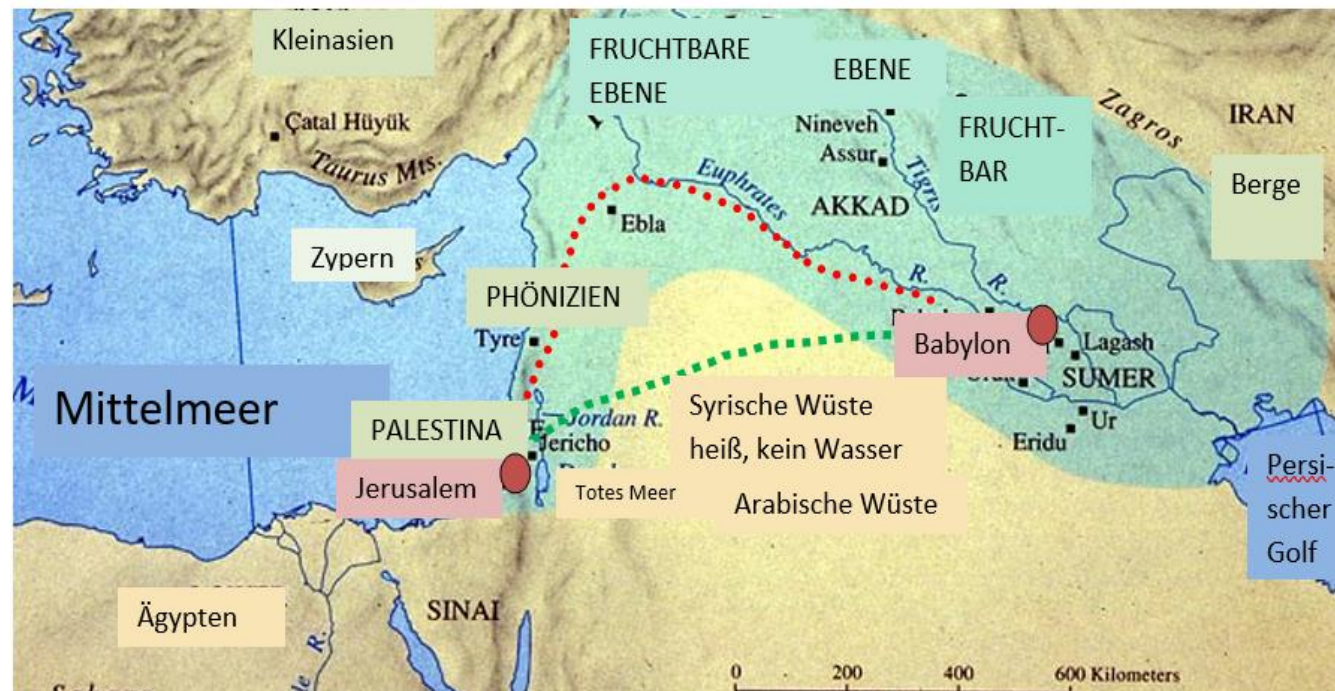 Kleinasien
FRUCHTBARE
EBENE
EBENE
Zagros
IRAN
Çatal Hüyük
Nineveh
FRUCHT-
BAR
Taurus Mts.
Assur
Euphrates
Tigris
AKKAD
Berge
Ebla
Zypern
R.
R.
PHÖNIZIEN
Tyre
Babylon
Lagash
SUMER
Mittelmeer
Syrische Wüste
heiß, kein Wasser
PALESTINA
Jordan R.
Jericho
Ur
Eridu
Jerusalem
Totes Meer
Arabische Wüste
Persi-
scher
Golf
Ägypten
SINAI
R.
0 200 400 600 Kilometers